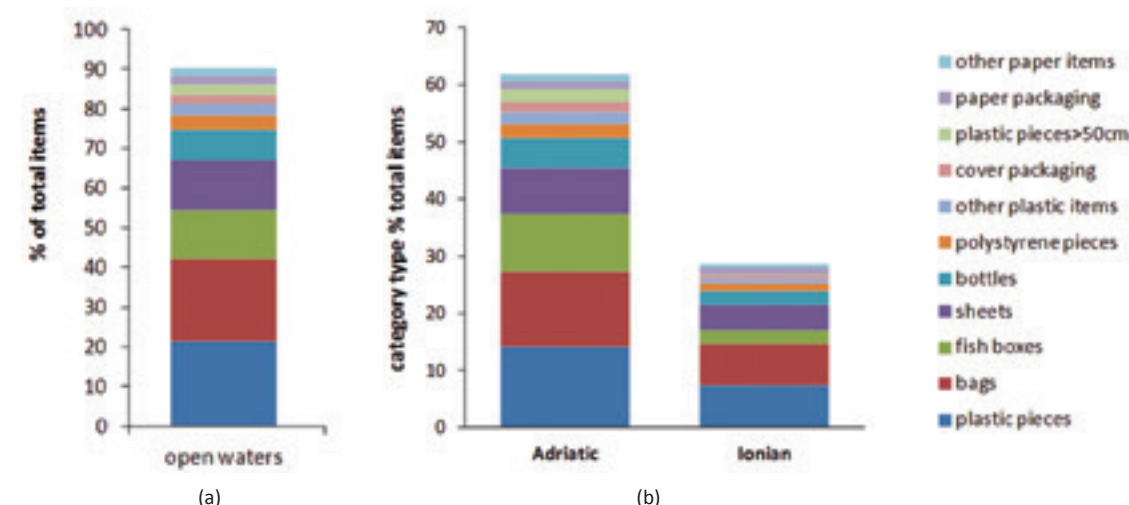 % of total items
100
90
80
70
60
50
40
30
20
10
0
open waters
(a)
category type % total items
70
60
50
40
30
20
10
0
Adriatic
Ionian
(b)
other paper items
paper packaging
plastic pieces>50cm
cover packaging
other plastic items
polystyrene pieces
bottles
sheets
fish boxes
bags
plastic pieces